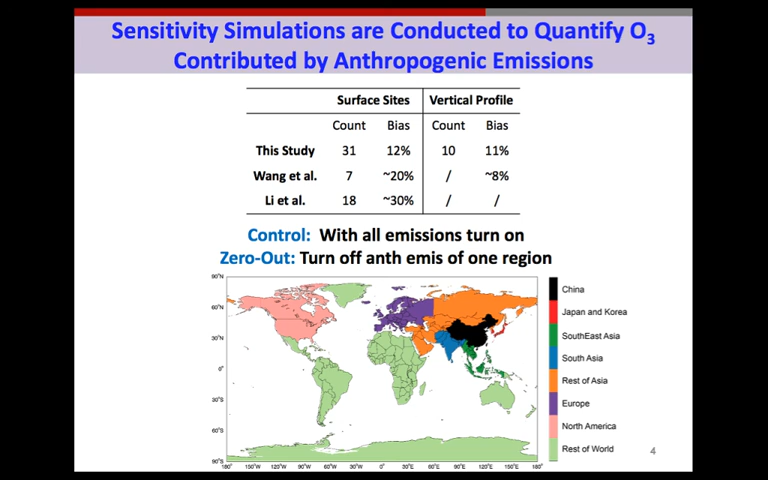 Sensitivity Simulations are Conducted to Quantify O3
Contributed by Anthropogenic Emissions
Surface Sites Vertical Profile
Count Bias Count Bias
This Study 31 12% 10 11%
Wang et al. 7 ~20% / ~8%
Li et al. 18 ~30% / /
Control: With all emissions turn on
Zero-Out: Turn off anth emis of one region
90°N
60°N
30°N
0°
30°S
60°S
90°S
180° 150°W 120°W 90°W 60°W 30°W 0° 30°E 60°E 90°E 120°E 150°E 180°
China
Japan and Korea
SouthEast Asia
South Asia
Rest of Asia
Europe
North America
Rest of World
4